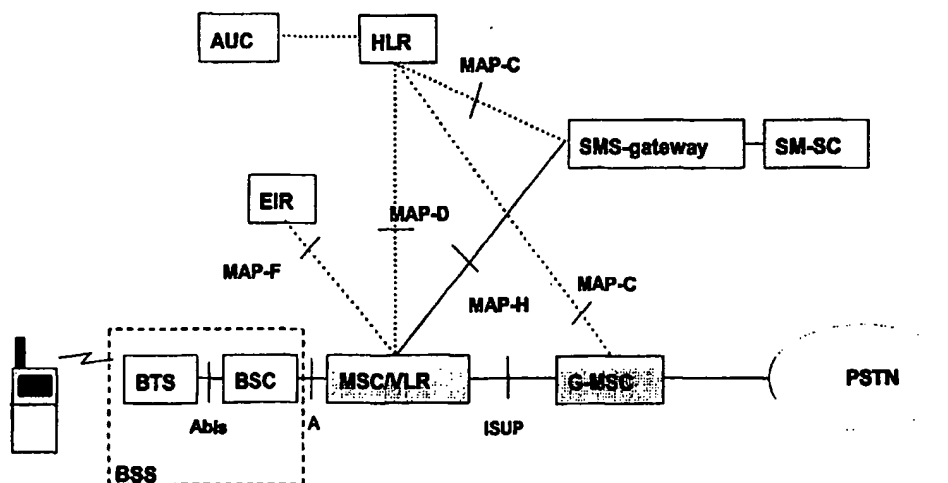 AUC
HLR
MAP-C
SMS-gateway
SM-SC
EIR
MAP-D
MAP-F
MAP-H
MAP-C
BTS
BSC
MSC/VLR
G-MSC
PSTN
Abis
A
ISUP
BSS